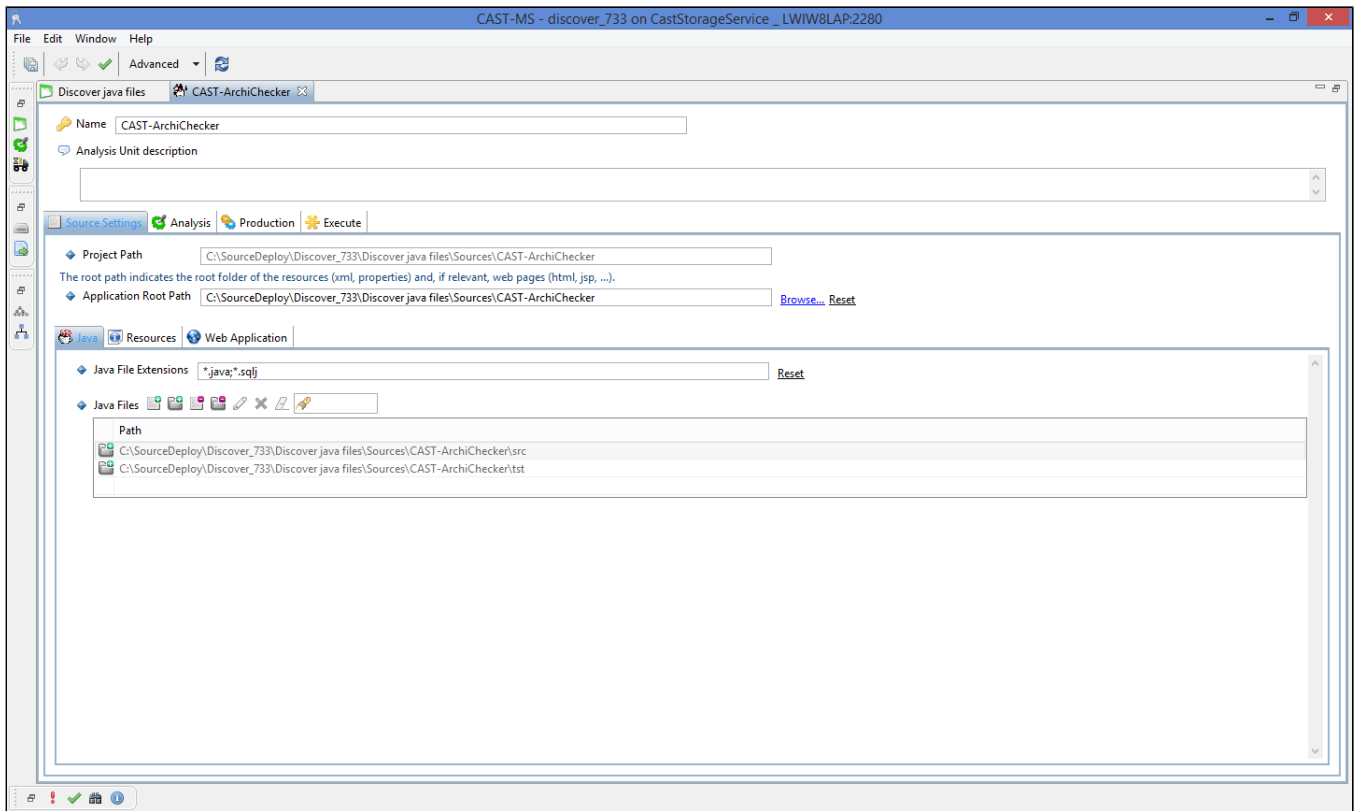 CAST-MS - discover_733 on CastStorageService _ LWIW8LAP:2280
File Edit Window Help
Advanced
Discover java files CAST-ArchiChecker
Name CAST-ArchiChecker
Analysis Unit description
Source Settings Analysis Production Execute
Project Path C:\SourceDeploy\Discover_733\Discover java files\Sources\CAST-ArchiChecker
The root path indicates the root folder of the resources (xml, properties) and, if relevant, web pages (html, jsp, ...).
Application Root Path C:\SourceDeploy\Discover_733\Discover java files\Sources\CAST-ArchiChecker Browse... Reset
Java Resources Web Application
Java File Extensions *.java;*.sqlj Reset
Java Files
Path
C:\SourceDeploy\Discover_733\Discover java files\Sources\CAST-ArchiChecker\src
C:\SourceDeploy\Discover_733\Discover java files\Sources\CAST-ArchiChecker\tst